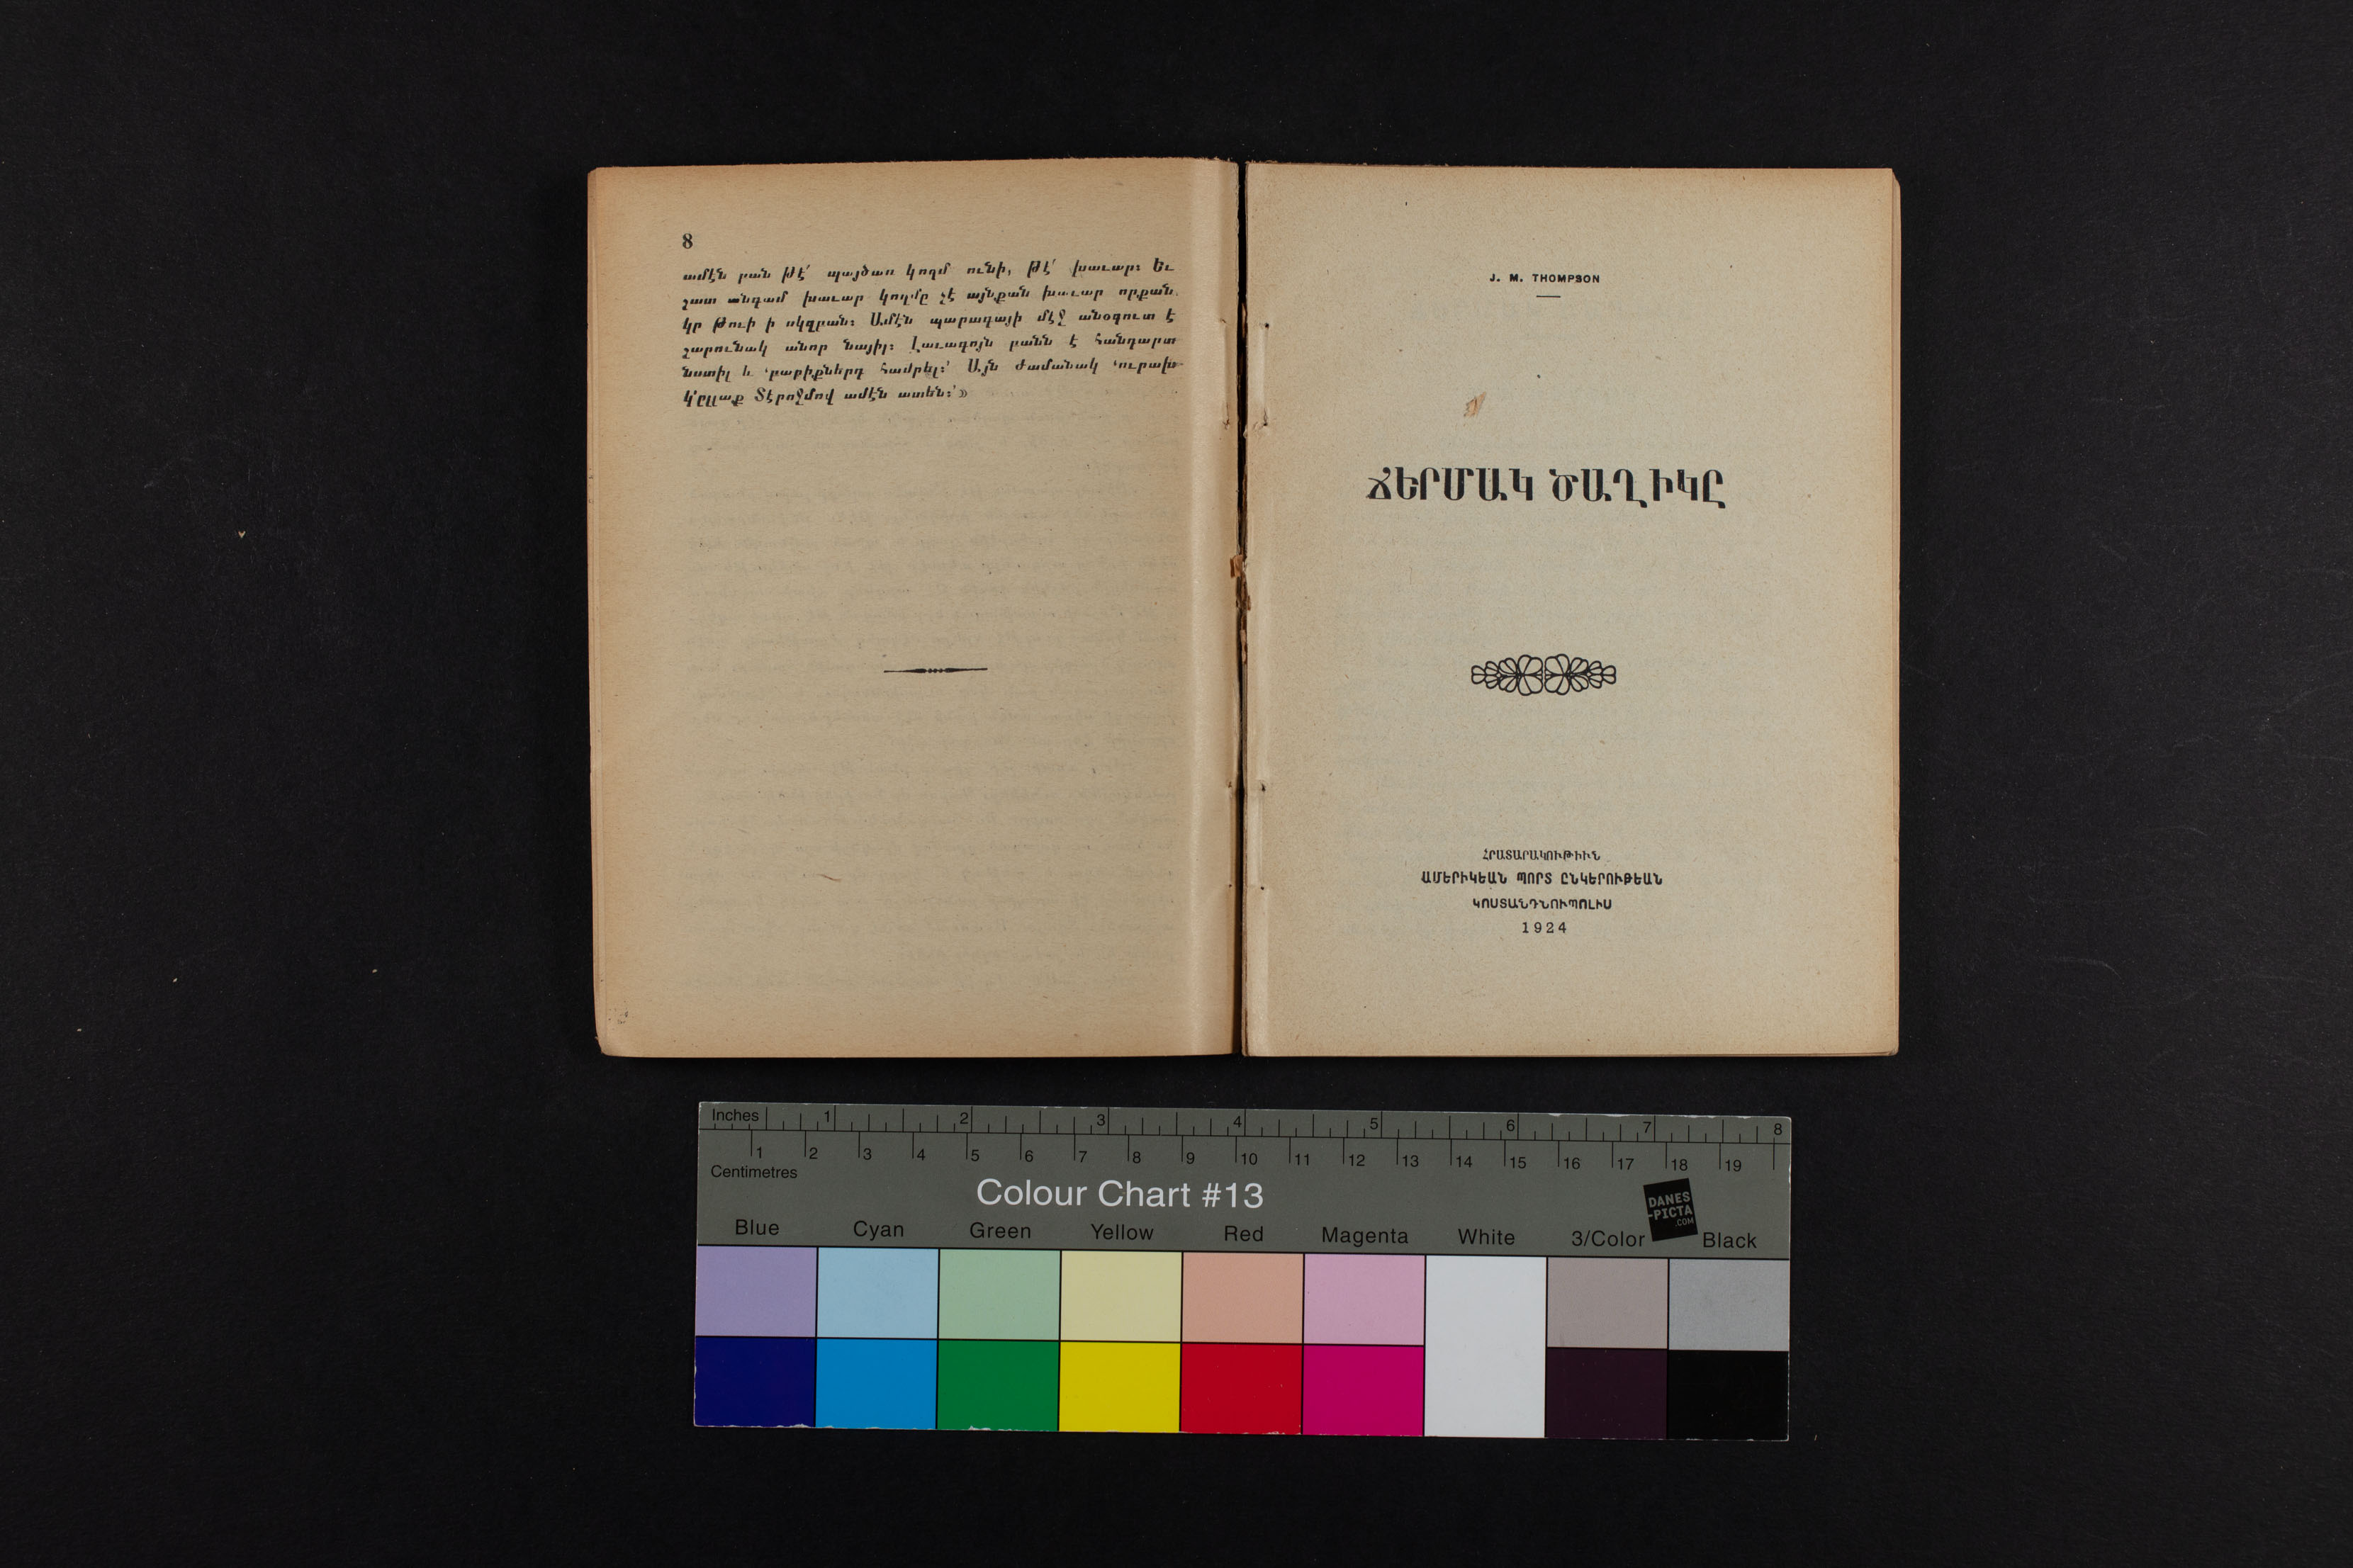 8
ամէն բան թէ՛ պայծառ կողմ ունի, թէ՛ խաւար։ Եւ
շատ անգամ խաւար կողմը չէ այնքան խաւար որքան
կը թուի ի սկզբան։ Ամէն պարագայի մէջ անօգուտ է
շարունակ անոր նայիլ։ Լաւագոյն բանն է հանդարտ
նստիլ և ‘բարիքներդ համրել։’ Այն ժամանակ ‘ուրախ
կ՚ըլլաք Տէրոջմով ամէն ատեն։’»
J. M. THOMPSON
ՃԵՐՄԱԿ ԾԱՂԻԿԸ
ՀՐԱՏԱՐԱԿՈՒԹԻՒՆ
ԱՄԵՐԻԿԵԱՆ ՊՈՐՏ ԸՆԿԵՐՈՒԹԵԱՆ
ԿՈՍՏԱՆԴՆՈՒՊՈԼԻՍ
1924
Inches 1 2 3 4 5 6 7 8
1 2 3 4 5 6 7 8 9 10 11 12 13 14 15 16 17 18 19
Centimetres
Colour Chart #13
DANES
-PICTA
.COM
Blue Cyan Green Yellow Red Magenta White 3/Color Black